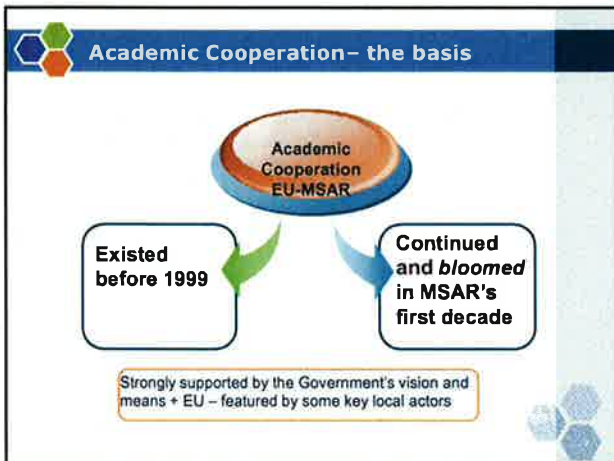 Academic Cooperation– the basis
Academic
Cooperation
EU-MSAR
Existed
before 1999
Continued
and bloomed
in MSAR's
first decade
Strongly supported by the Government's vision and
means + EU – featured by some key local actors